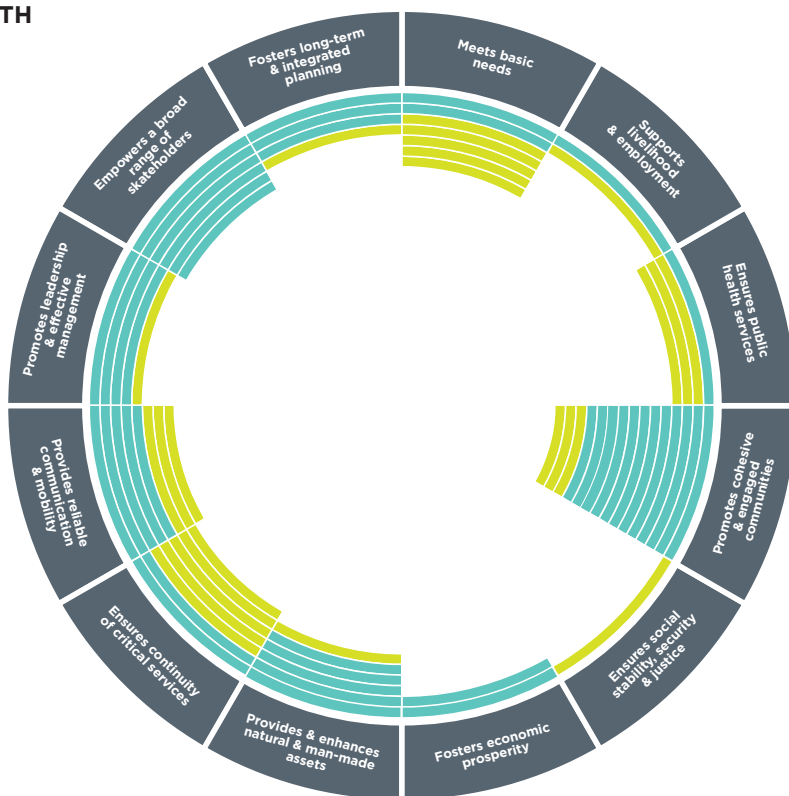 TH
Fosters long-term
& integrated
planning
Meets basic
needs
Supports
livelihood
& employment
Ensures public
health services
Promotes cohesive
& engaged
communities
Ensures social
stability, security
& justice
Fosters economic
prosperity
Provides & enhances
natural & man-made
assets
Ensures continuity
of critical services
Provides reliable
communication
& mobility
Promotes leadership
& effective
management
Empowers a broad
range of
skateholders